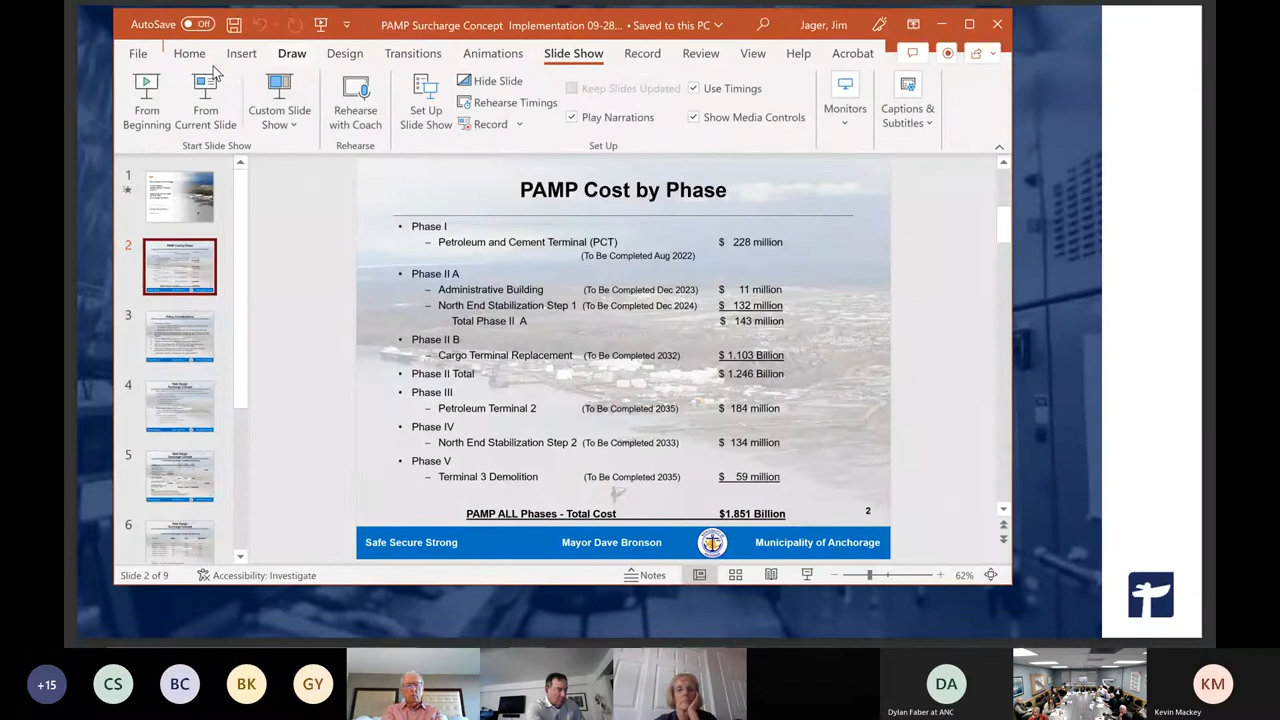 AutoSave Off PAMP Surcharge Concept Implementation 09-28... • Saved to this PC Jager, Jim
File Home Insert Draw Design Transitions Animations Slide Show Record Review View Help Acrobat
From Beginning
From Current Slide
Custom Slide Show
Start Slide Show
Rehearse with Coach
Rehearse
Set Up Slide Show
Hide Slide
Rehearse Timings
Record
Keep Slides Updated
Use Timings
Play Narrations
Show Media Controls
Set Up
Monitors
Captions & Subtitles
1
2
3
4
5
6
PAMP Cost by Phase
• Phase I
– Petroleum and Cement Terminal (PCT) $ 228 million
(To Be Completed Aug 2022)
• Phase II A
Administrative Building (To Be Completed Dec 2023) $ 11 million
– North End Stabilization Step 1 (To Be Completed Dec 2024) $ 132 million
Total Phase II A $ 143 million
• Phase II B
– Cargo Terminal Replacement (To Be Completed 2032) $ 1.103 Billion
• Phase II Total $ 1.246 Billion
• Phase III
– Petroleum Terminal 2 (To Be Completed 2035) $ 184 million
• Phase IV
– North End Stabilization Step 2 (To Be Completed 2033) $ 134 million
• Phase V
– Terminal 3 Demolition To Be Completed 2035) $ 59 million
PAMP ALL Phases - Total Cost $1.851 Billion
2
Safe Secure Strong Mayor Dave Bronson Municipality of Anchorage
Slide 2 of 9 Accessibility: Investigate Notes 62%
+15 CS BC BK GY DA KM
Dylan Faber at ANC Kevin Mackey